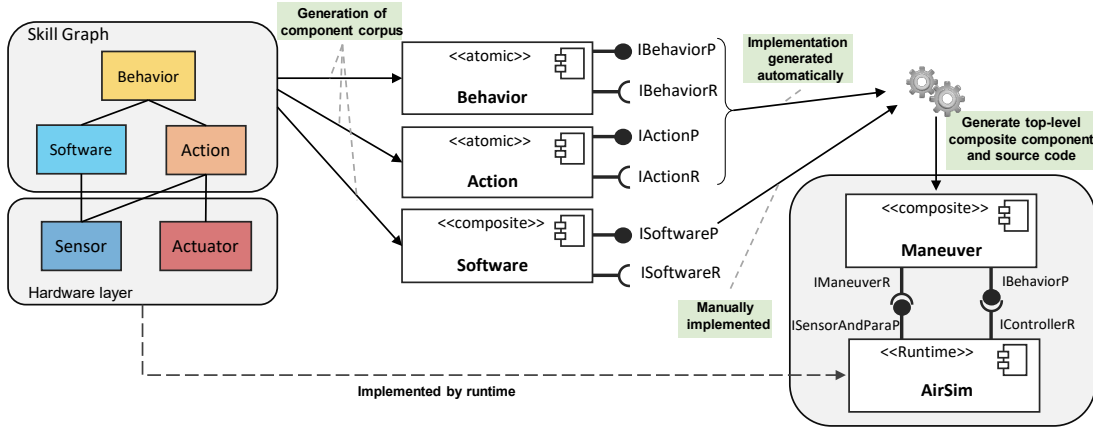 Skill Graph
Behavior
Software
Action
Sensor
Actuator
Hardware layer
Generation of
component corpus
<<atomic>>
Behavior
IBehaviorP
IBehaviorR
<<atomic>>
Action
IActionP
IActionR
<<composite>>
Software
ISoftwareP
ISoftwareR
Implementation
generated
automatically
Manually
implemented
Generate top-level
composite component
and source code
<<composite>>
Maneuver
IManeuverR
IBehaviorP
ISensorAndParaP
IControllerR
<<Runtime>>
AirSim
Implemented by runtime